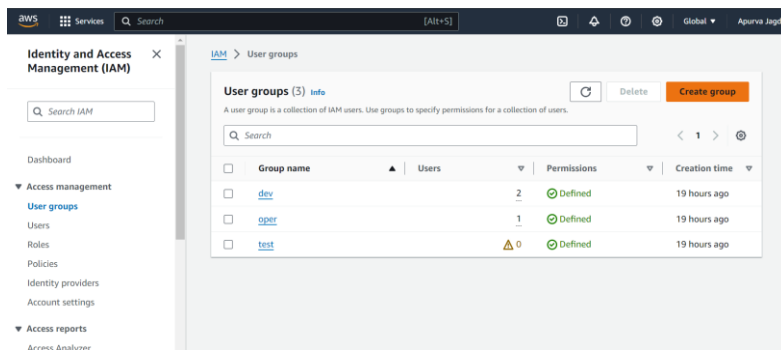 aws Services Search [Alt+S] Global Apurva Jagd
Identity and Access
Management (IAM)
Search IAM
Dashboard
Access management
User groups
Users
Roles
Policies
Identity providers
Account settings
Access reports
Access Analyzer
IAM > User groups
User groups (3) Info Delete Create group
A user group is a collection of IAM users. Use groups to specify permissions for a collection of users.
Search 1
Group name Users Permissions Creation time
dev 2 Defined 19 hours ago
oper 1 Defined 19 hours ago
test 0 Defined 19 hours ago